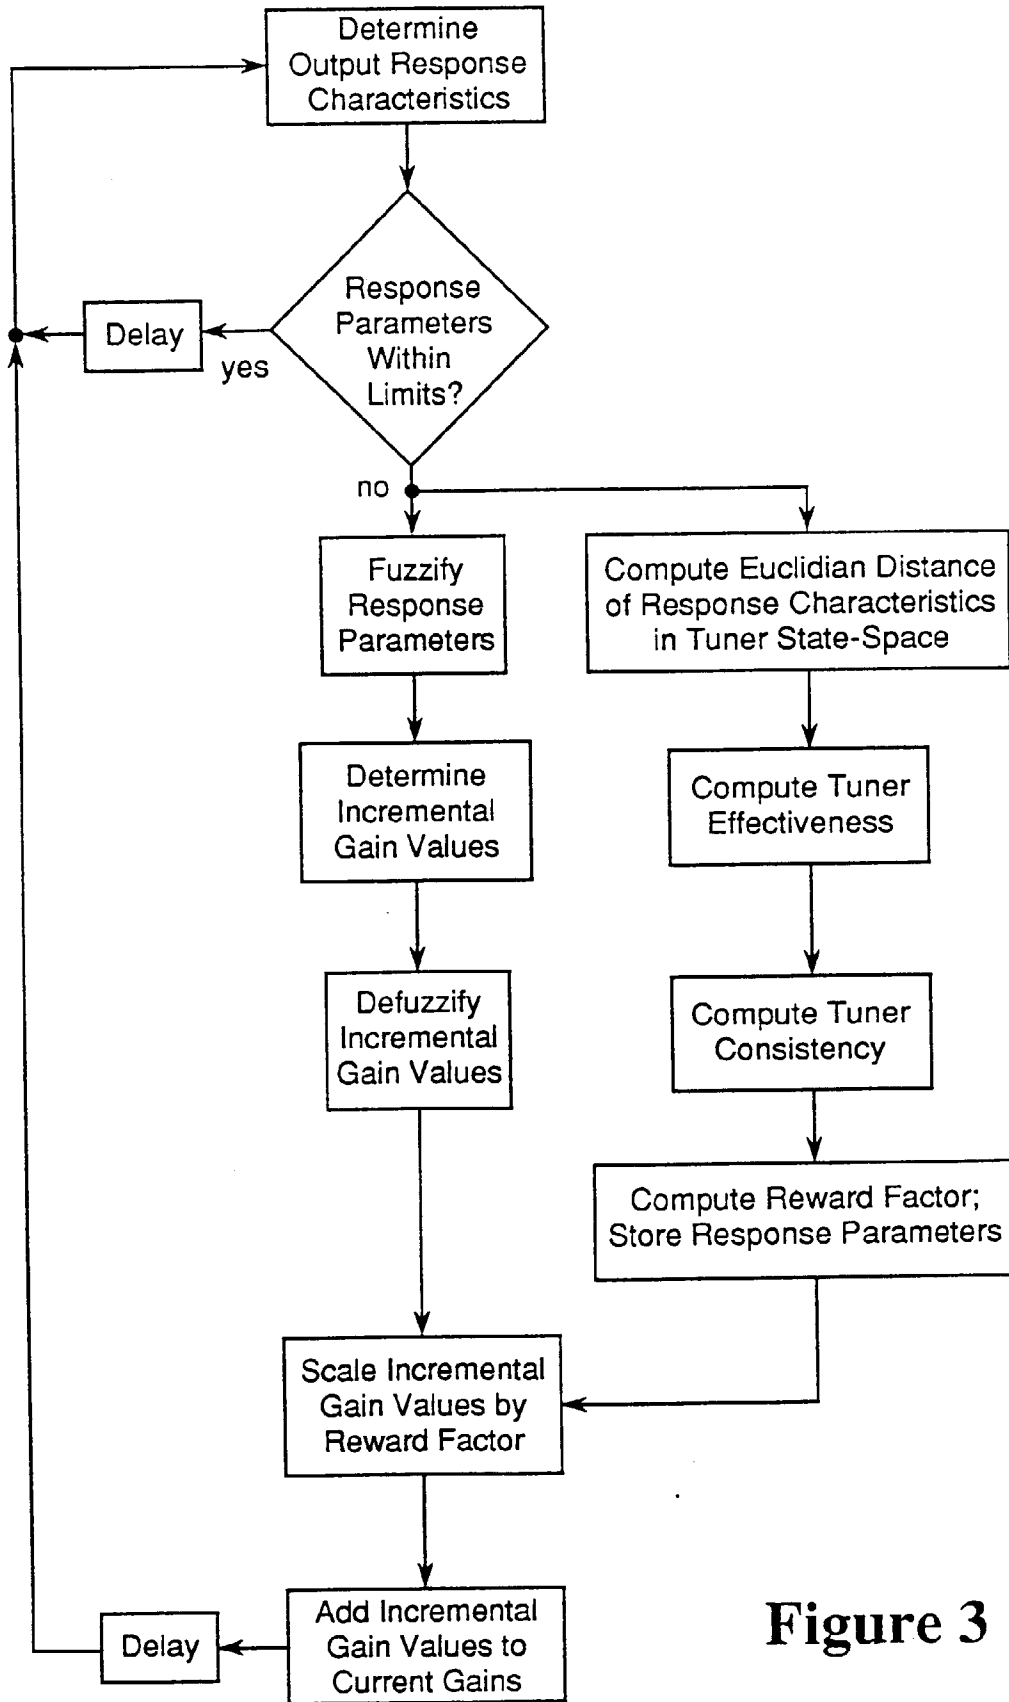 Determine
Output Response
Characteristics
Response
Parameters
Within
Limits?
Delay
yes
no
Fuzzify
Response
Parameters
Compute Euclidian Distance
of Response Characteristics
in Tuner State-Space
Determine
Incremental
Gain Values
Compute Tuner
Effectiveness
Defuzzify
Incremental
Gain Values
Compute Tuner
Consistency
Compute Reward Factor;
Store Response Parameters
Scale Incremental
Gain Values by
Reward Factor
Add Incremental
Gain Values to
Current Gains
Delay
Figure 3